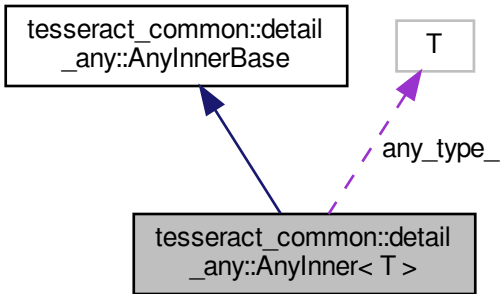 tesseract_common::detail
_any::AnyInnerBase
T
any_type_
tesseract_common::detail
_any::AnyInner< T >